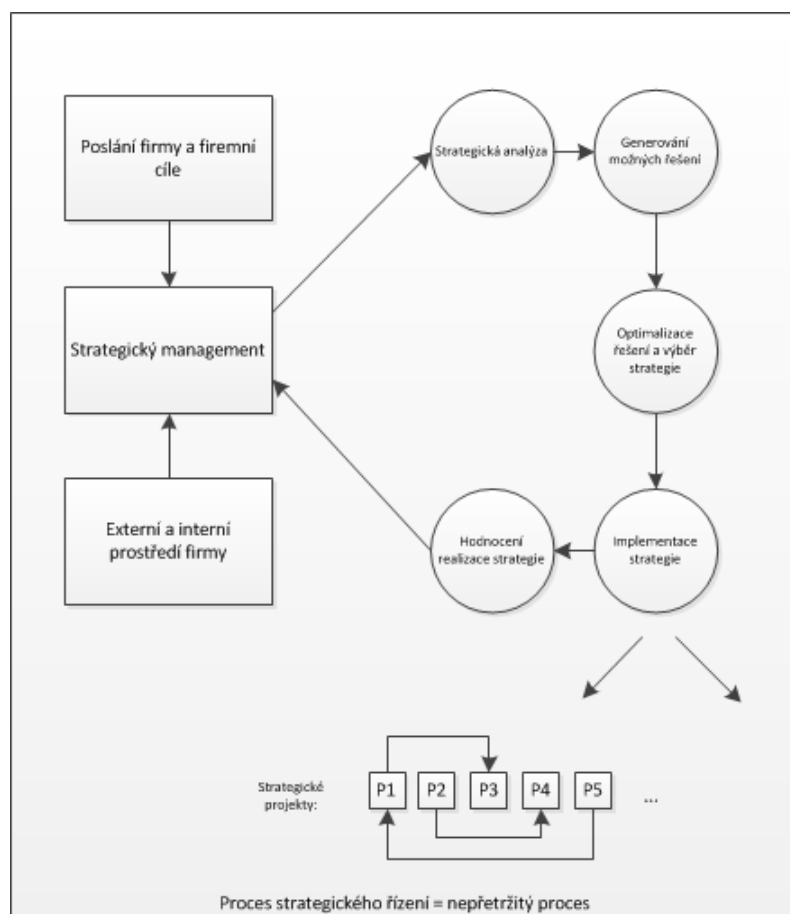 Poslání firmy a firemní
cíle
Strategická analýza
Generování
možných řešení
Strategický management
Optimalizace
řešení a výběr
strategie
Externí a interní
prostředí firmy
Hodnocení
realizace strategie
Implementace
strategie
Strategické
projekty:
P1 P2 P3 P4 P5 ...
Proces strategického řízení = nepřetržitý proces